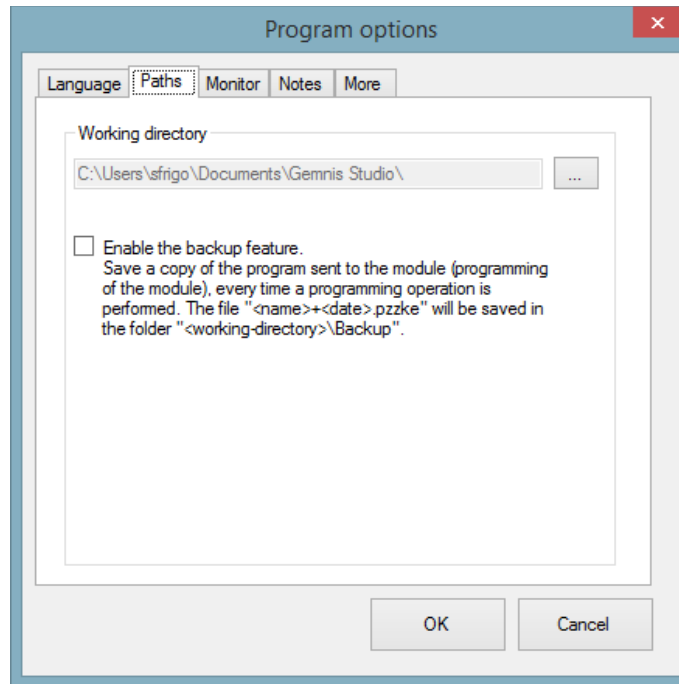 Program options
Language Paths Monitor Notes More
Working directory
C:\Users\sfrigo\Documents\Gemnis Studio\
...
Enable the backup feature.
Save a copy of the program sent to the module (programming
of the module), every time a programming operation is
performed. The file "<name>+<date>.pzzke" will be saved in
the folder "<working-directory>\Backup".
OK Cancel